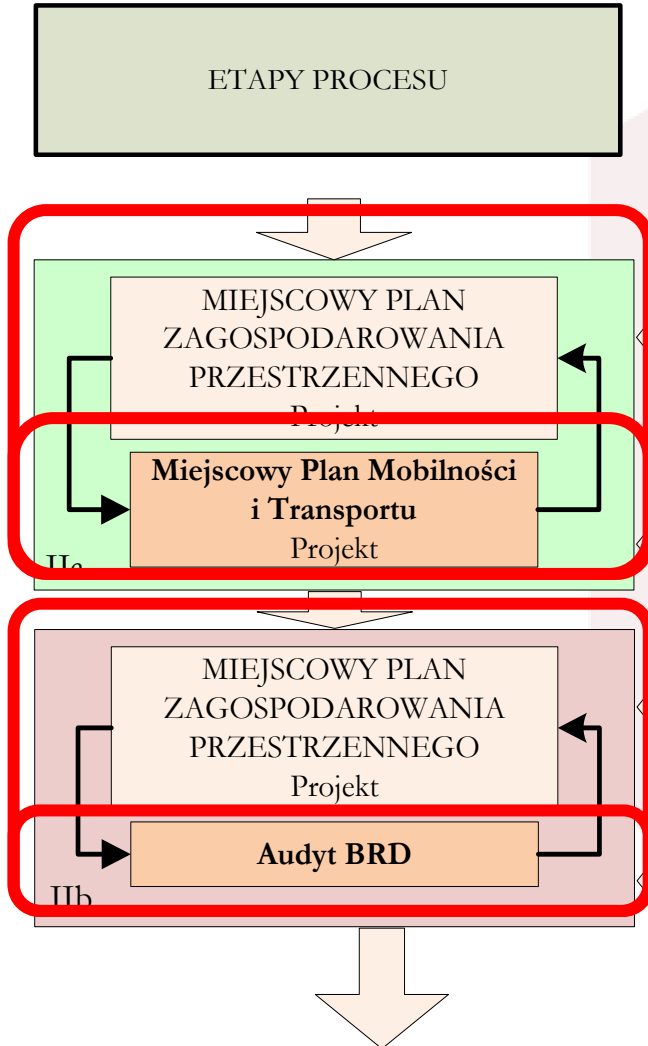 ETAPY PROCESU
MIEJSCOWY PLAN
ZAGOSPODAROWANIA
PRZESTRZENNEGO
Projekt
Miejscowy Plan Mobilności
i Transportu
Projekt
IIa
MIEJSCOWY PLAN
ZAGOSPODAROWANIA
PRZESTRZENNEGO
Projekt
Audyt BRD
IIb